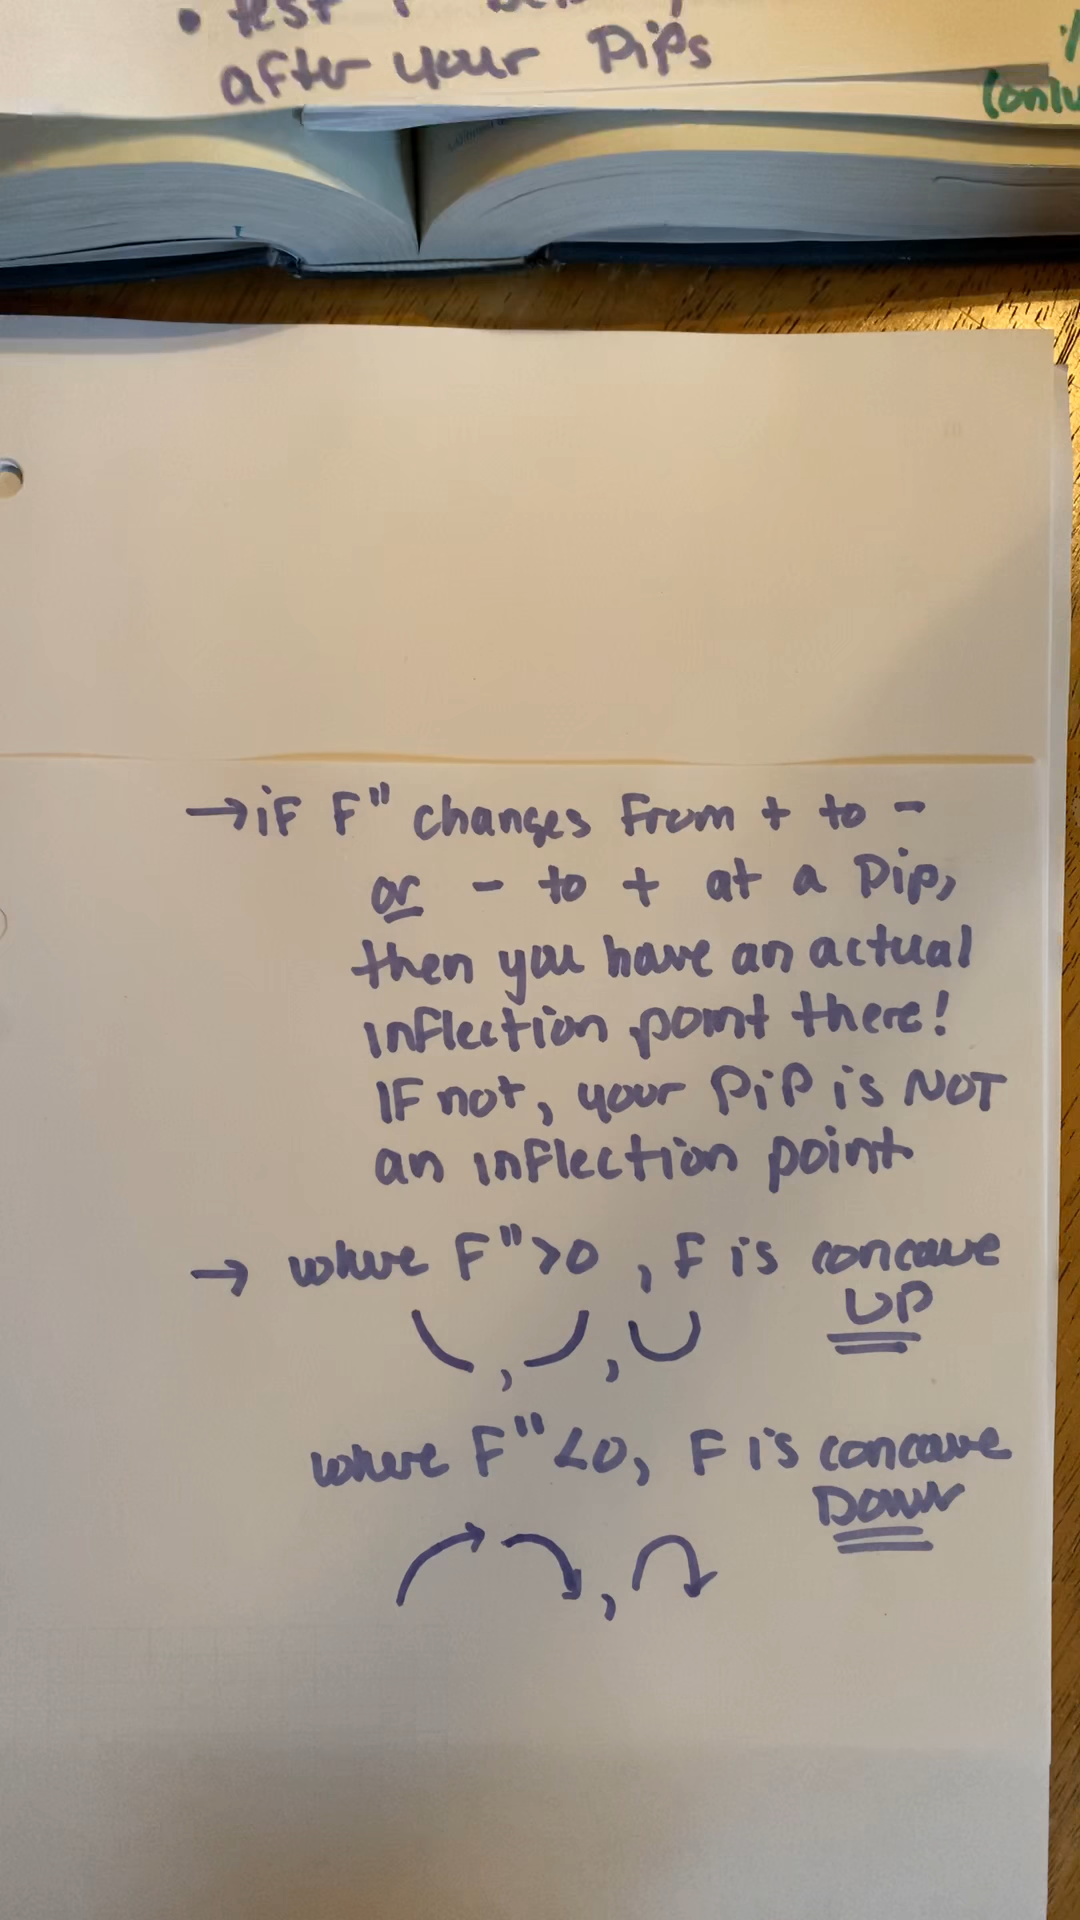 • test
after your Pips
(only
→ if F" changes from + to -
or - to + at a Pip,
then you have an actual
inflection point there!
IF not, your PiP is NOT
an inflection point
→ where F" >0, F is concave
UP
where F" <0, F is concave
DOWN